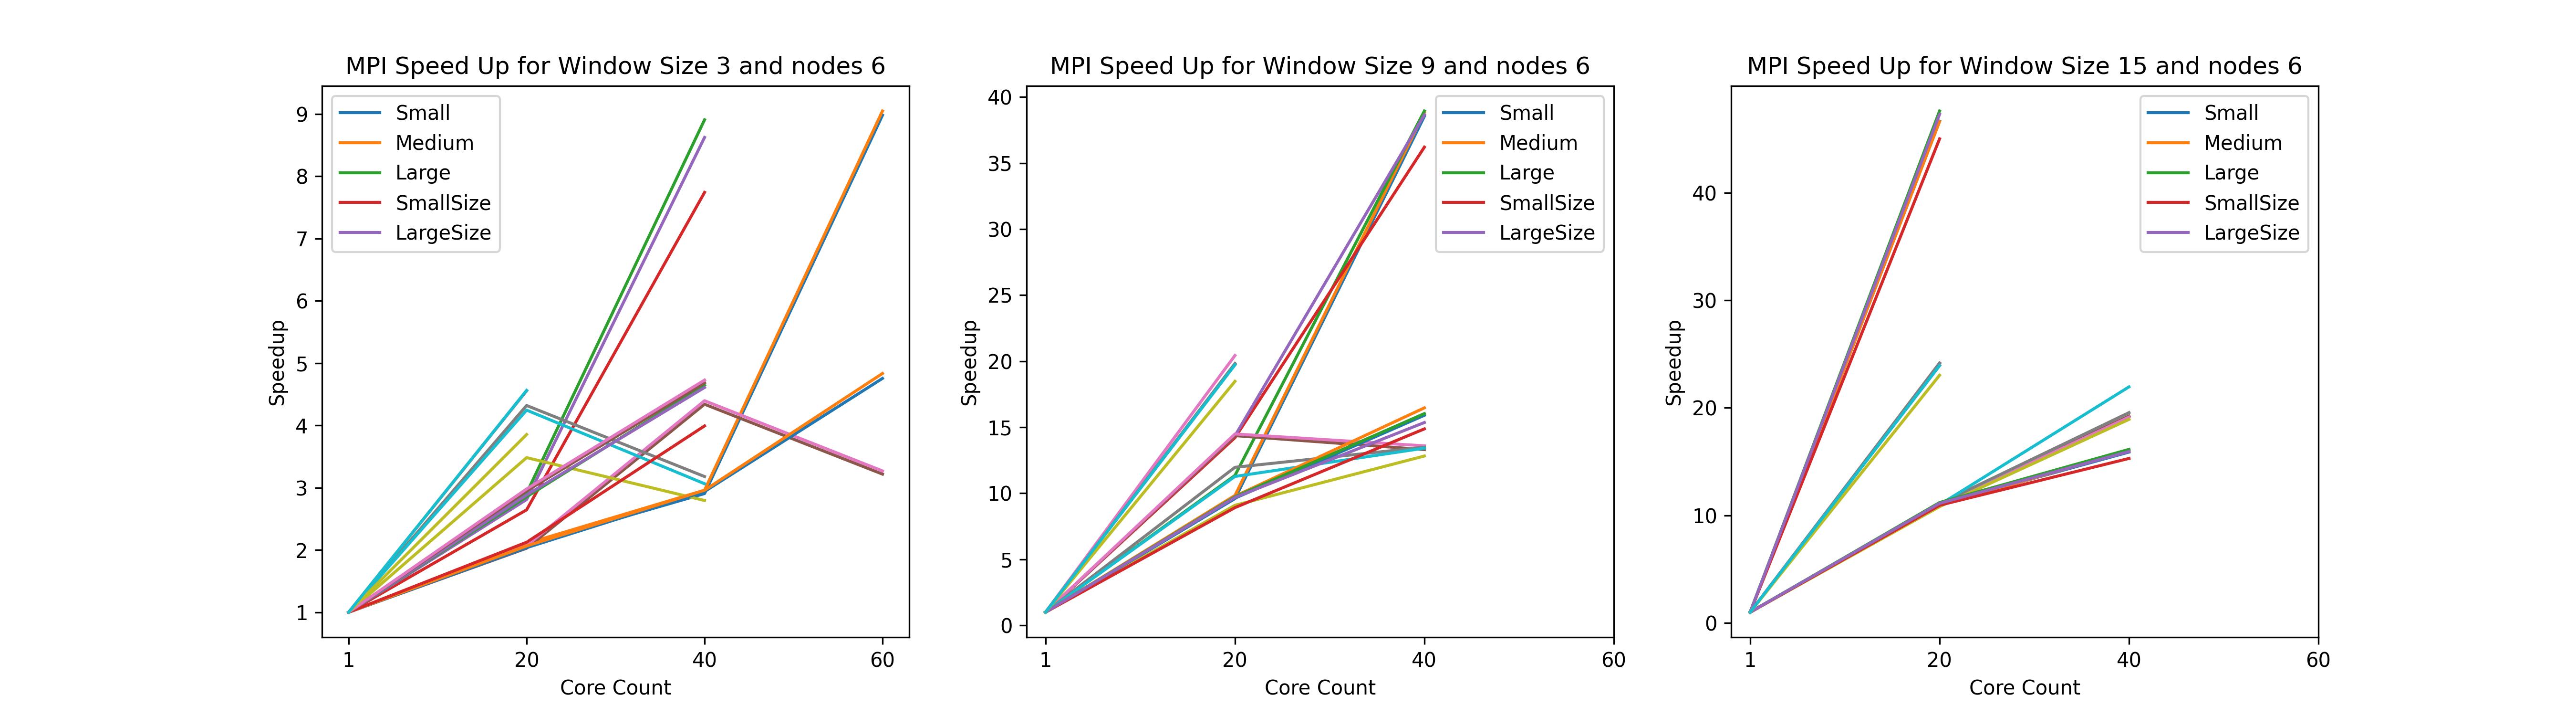 MPI Speed Up for Window Size 3 and nodes 6
Small
Medium
Large
SmallSize
LargeSize
9
8
7
6
5
4
3
2
1
Speedup
1 20 40 60
Core Count
MPI Speed Up for Window Size 9 and nodes 6
Small
Medium
Large
SmallSize
LargeSize
40
35
30
25
20
15
10
5
0
Speedup
1 20 40 60
Core Count
MPI Speed Up for Window Size 15 and nodes 6
Small
Medium
Large
SmallSize
LargeSize
40
30
20
10
0
Speedup
1 20 40 60
Core Count